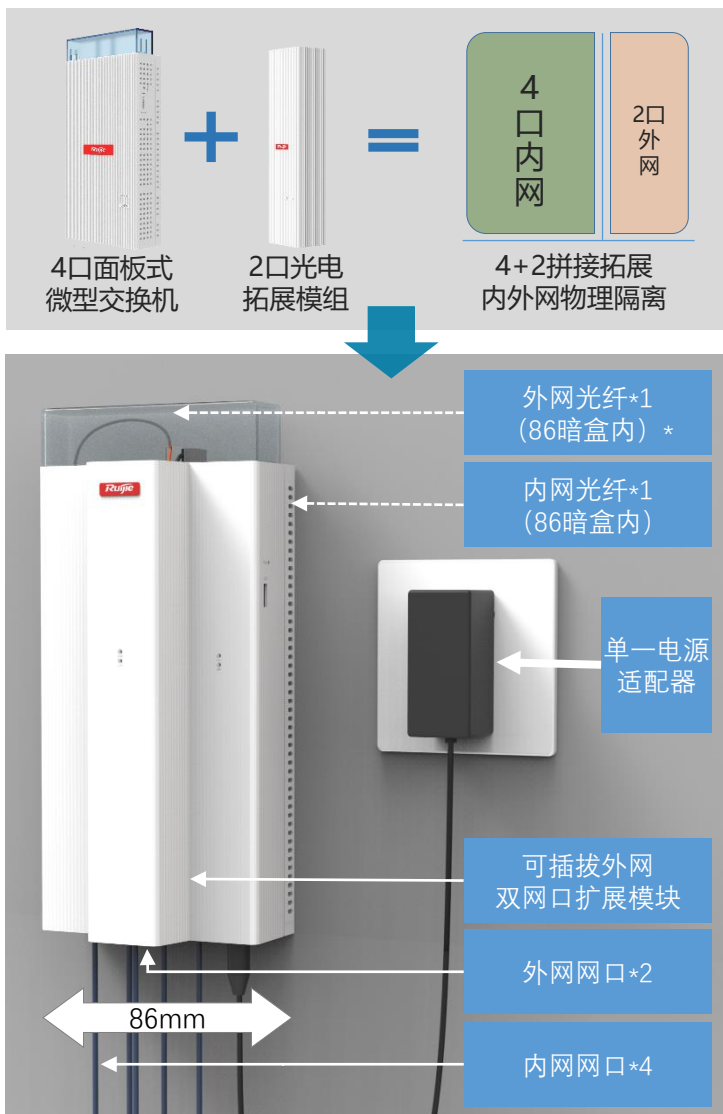 Ruijie
Ruijie
4
口
内
网
2口
外
网
4口面板式
微型交换机
2口光电
拓展模组
4+2拼接拓展
内外网物理隔离
外网光纤*1
（86暗盒内）*
Ruijie
内网光纤*1
（86暗盒内）
单一电源
适配器
可插拔外网
双网口扩展模块
外网网口*2
86mm
内网网口*4